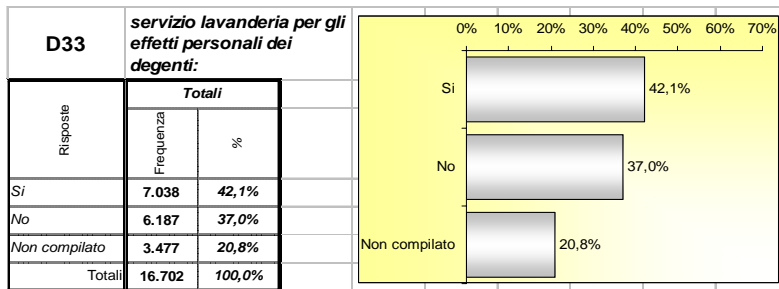 D33
servizio lavanderia per gli
effetti personali dei
degenti:
Risposte
Totali
Frequenza
%
Si 7.038 42,1%
No 6.187 37,0%
Non compilato 3.477 20,8%
Totali 16.702 100,0%
0% 10% 20% 30% 40% 50% 60% 70%
Si 42,1%
No 37,0%
Non compilato 20,8%